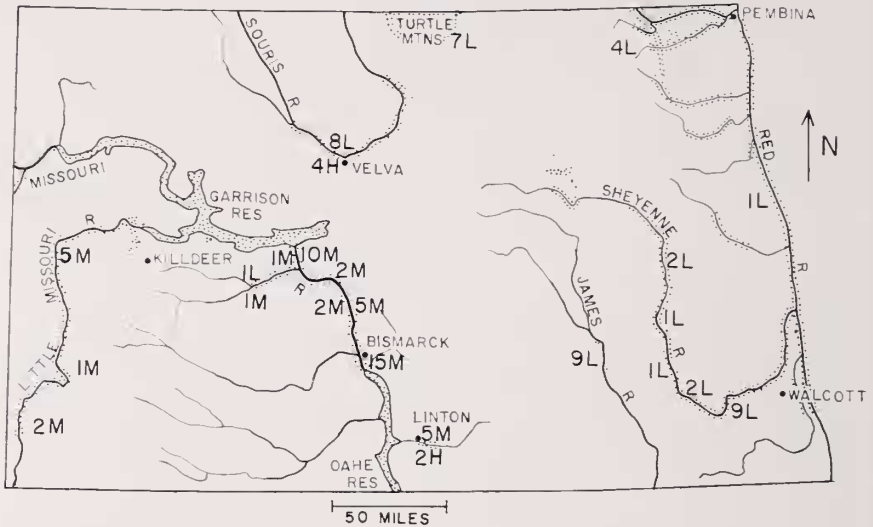 TURTLE
MTNS
7L
PEMBINA
4L
SOURIS
R
8L
4H
VELVA
N
RED
1L
R
MISSOURI
R
GARRISON
RES
SHEYENNE
2L
1L
R
1L
2L
9L
WALCOTT
MISSOURI
LITTLE
5M
KILLDEER
1M
10M
1L
1M
R
2M
2M
5M
JAMES
9L
R
BISMARCK
15M
1M
2M
LINTON
5M
2H
OAHE
RES
50 MILES